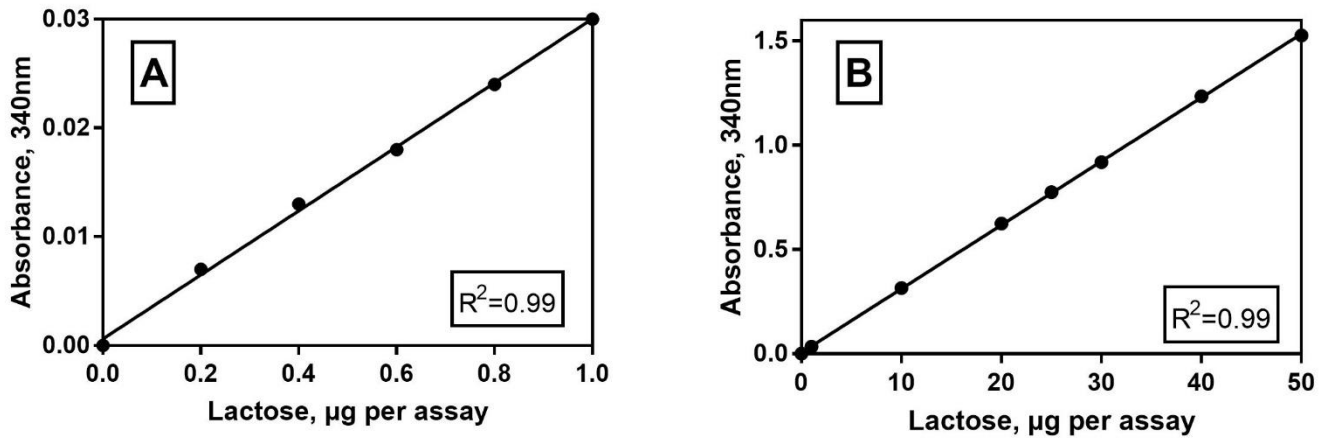 A
Absorbance, 340nm
0.03
0.02
0.01
0.00
R²=0.99
0.0 0.2 0.4 0.6 0.8 1.0
Lactose, µg per assay
B
Absorbance, 340nm
1.5
1.0
0.5
0.0
R²=0.99
0 10 20 30 40 50
Lactose, µg per assay